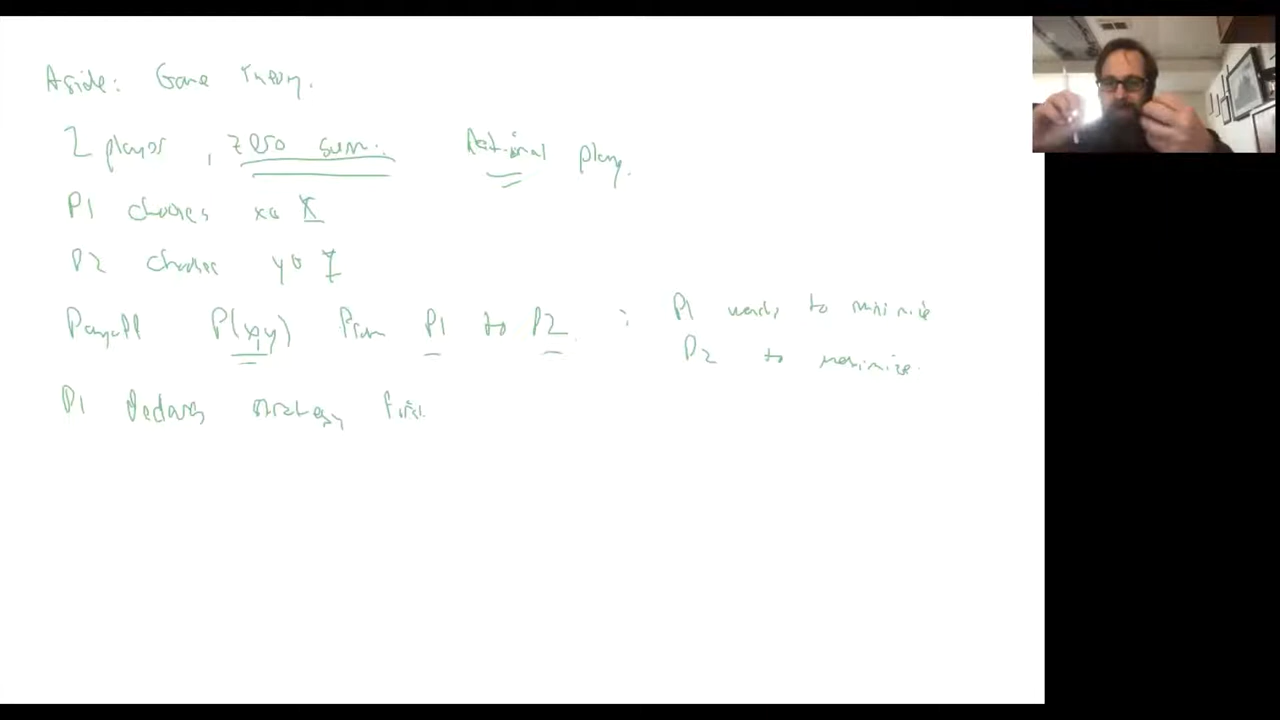 Aside: Game Theory.
2 players, zero sum. Rational play.
P1 chooses x∈ X
P2 chooses y∈ Y
Payoff P(x,y) from P1 to P2 : P1 wants to minimize
P2 to maximize.
P1 declares strategy first.